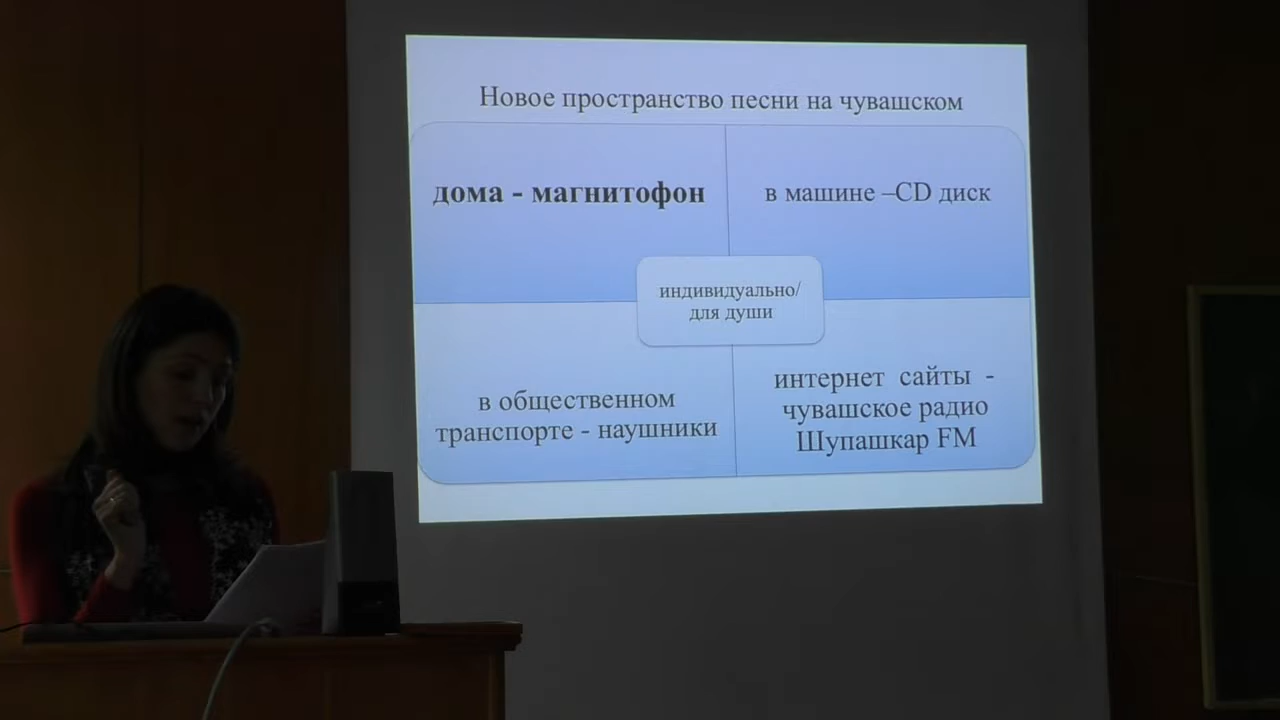 Новое пространство песни на чувашском
дома - магнитофон
в машине –CD диск
индивидуально/
для души
в общественном
транспорте - наушники
интернет сайты -
чувашское радио
Шупашкар FM